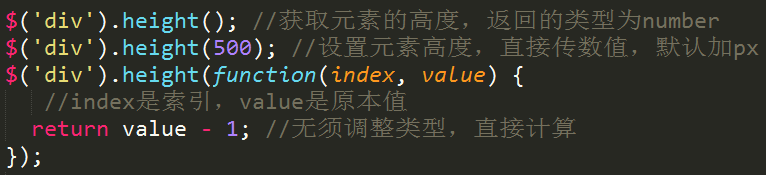 $('div').height(); //获取元素的高度，返回的类型为number
$('div').height(500); //设置元素高度，直接传数值，默认加px
$('div').height(function(index, value) {
//index是索引，value是原本值
return value - 1; //无须调整类型，直接计算
});